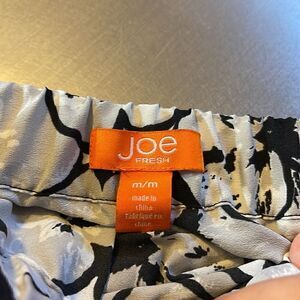 joe
FRESH
m/m
made in
china
fabriqué en
chine